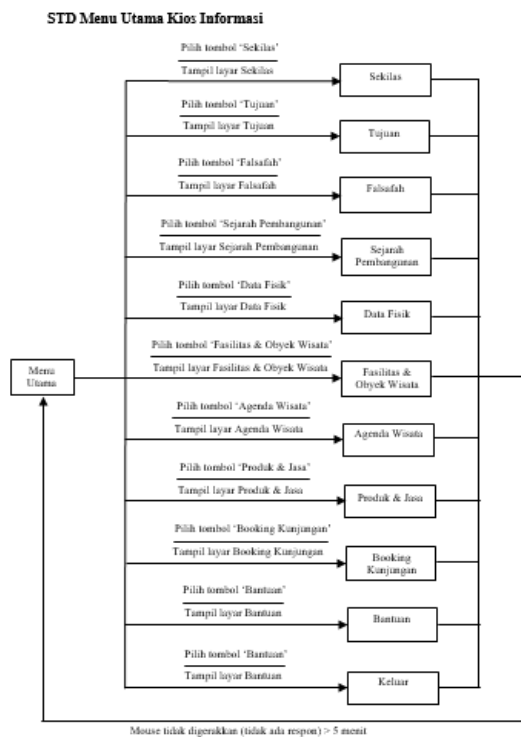 STD Menu Utama Kios Informasi
Pilih tombol 'Sekilas'
Tampil layar Sekilas
Sekilas
Pilih tombol 'Tujuan'
Tampil layar Tujuan
Tujuan
Pilih tombol 'Falsafah'
Tampil layar Falsafah
Falsafah
Pilih tombol 'Sejarah Pembangunan'
Tampil layar Sejarah Pembangunan
Sejarah
Pembangunan
Pilih tombol 'Data Fisik'
Tampil layar Data Fisik
Data Fisik
Menu
Utama
Pilih tombol 'Fasilitas & Obyek Wisata'
Tampil layar Fasilitas & Obyek Wisata
Fasilitas &
Obyek Wisata
Pilih tombol 'Agenda Wisata'
Tampil layar Agenda Wisata
Agenda Wisata
Pilih tombol 'Produk & Jasa'
Tampil layar Produk & Jasa
Produk & Jasa
Pilih tombol 'Booking Kunjungan'
Tampil layar Booking Kunjungan
Booking
Kunjungan
Pilih tombol 'Bantuan'
Tampil layar Bantuan
Bantuan
Pilih tombol 'Bantuan'
Tampil layar Bantuan
Keluar
Mouse tidak digerakkan (tidak ada respon) > 5 menit